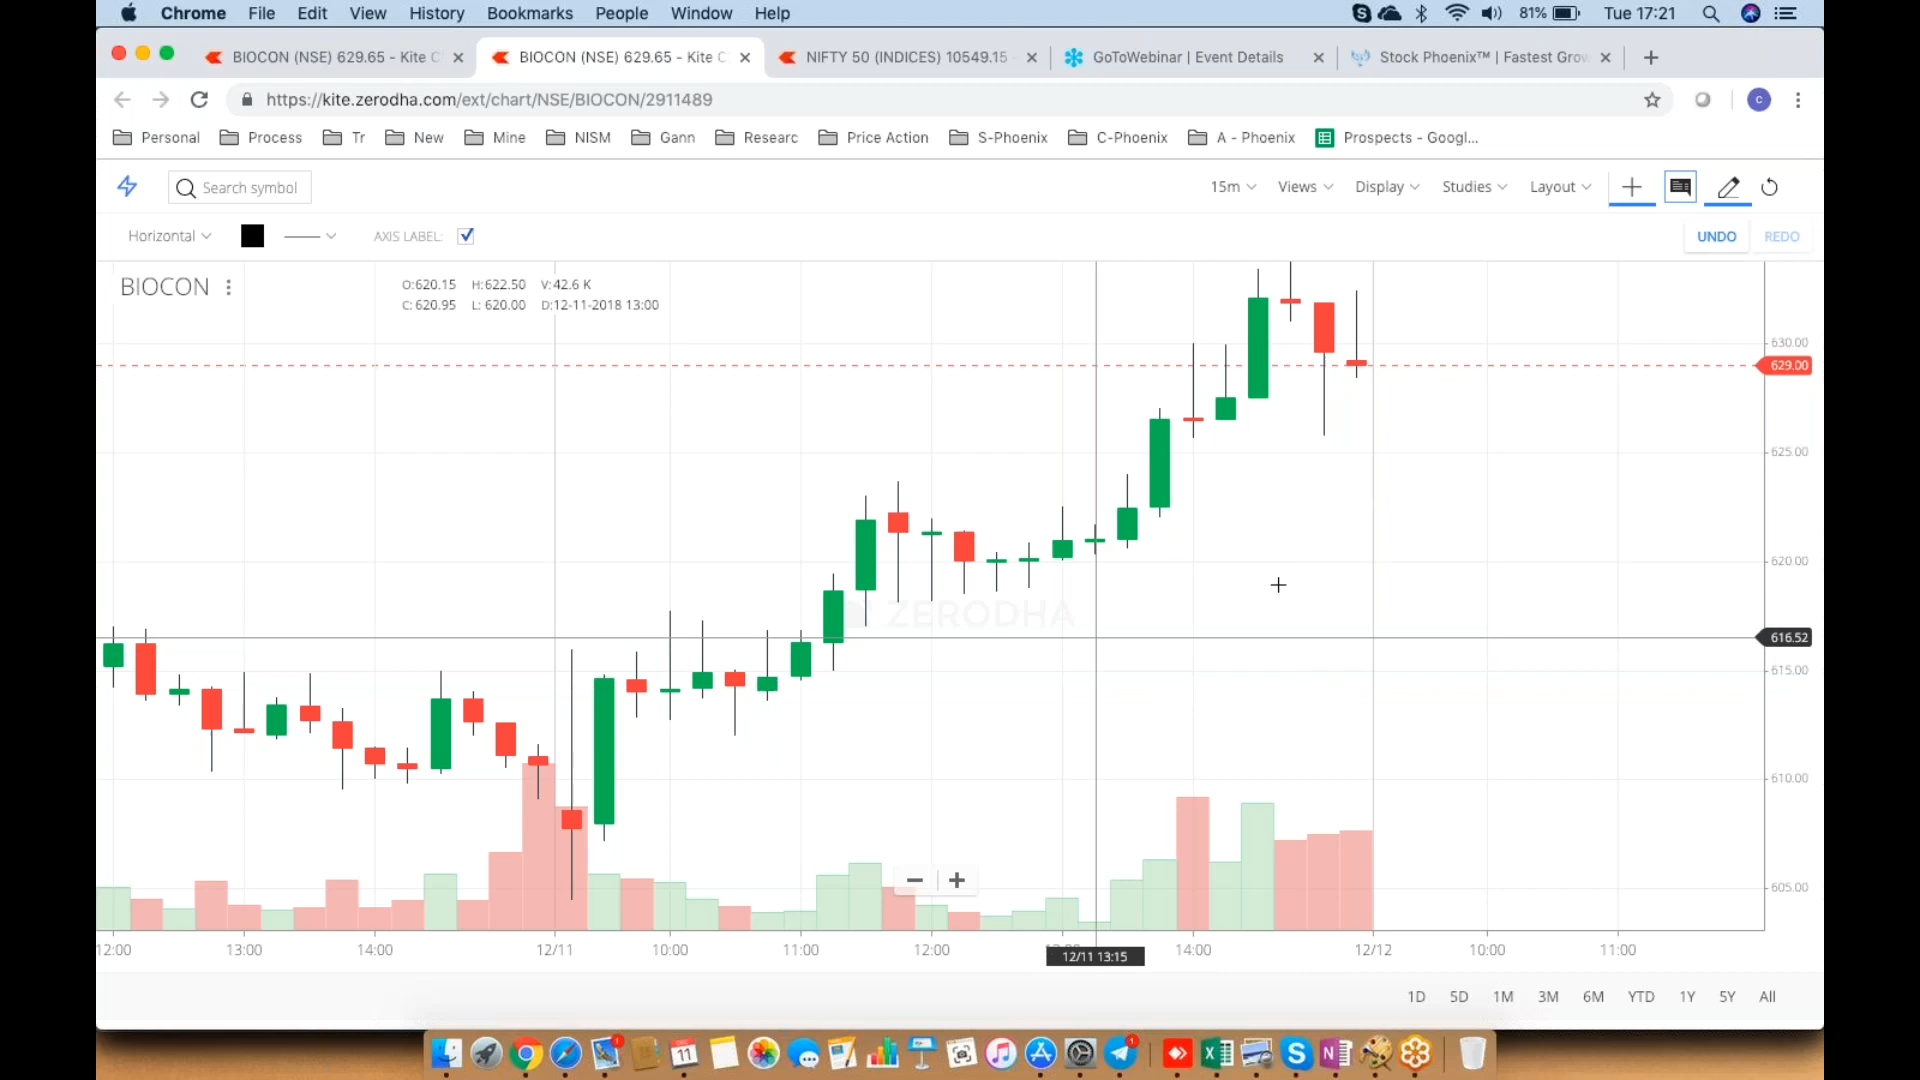 Chrome File Edit View History Bookmarks People Window Help 81% Tue 17:21
BIOCON (NSE) 629.65 - Kite C BIOCON (NSE) 629.65 - Kite C NIFTY 50 (INDICES) 10549.15 - GoToWebinar | Event Details Stock Phoenix™ | Fastest Grow
https://kite.zerodha.com/ext/chart/NSE/BIOCON/2911489 C
Personal Process Tr New Mine NISM Gann Researc Price Action S-Phoenix C-Phoenix A - Phoenix Prospects - Googl...
Search symbol 15m Views Display Studies Layout
Horizontal AXIS LABEL: UNDO REDO
BIOCON O:620.15 H:622.50 V:42.6 K
C: 620.95 L: 620.00 D:12-11-2018 13:00
630.00
629.00
625.00
620.00
ZERODHA
616.52
615.00
610.00
605.00
12:00 13:00 14:00 12/11 10:00 11:00 12:00 14:00 12/12 10:00 11:00
12/11 13:15
1D 5D 1M 3M 6M YTD 1Y 5Y All
1 11 1